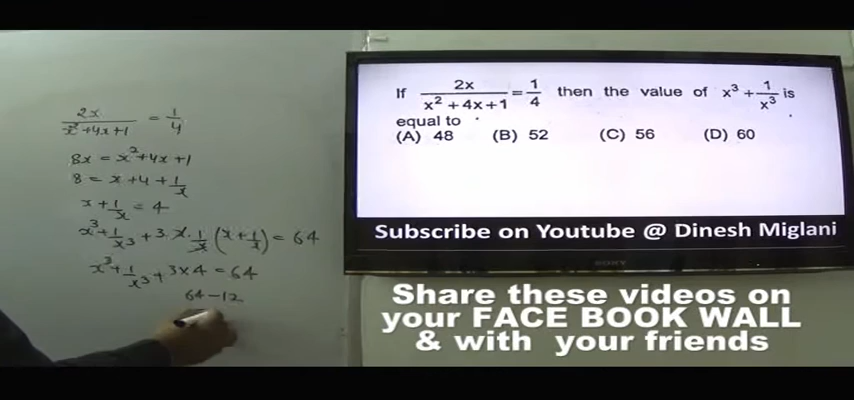 2x/(x²+4x+1) = 1/4
8x = x²+4x+1
8 = x+4+1/x
x+1/x = 4
x³+1/x³+3.x.1/x(x+1/x) = 64
x³+1/x³+3×4 = 64
64-12
If 2x/(x²+4x+1) = 1/4 then the value of x³+1/x³ is
equal to
(A) 48 (B) 52 (C) 56 (D) 60
Subscribe on Youtube @ Dinesh Miglani
SONY
Share these videos on
your FACE BOOK WALL
& with your friends